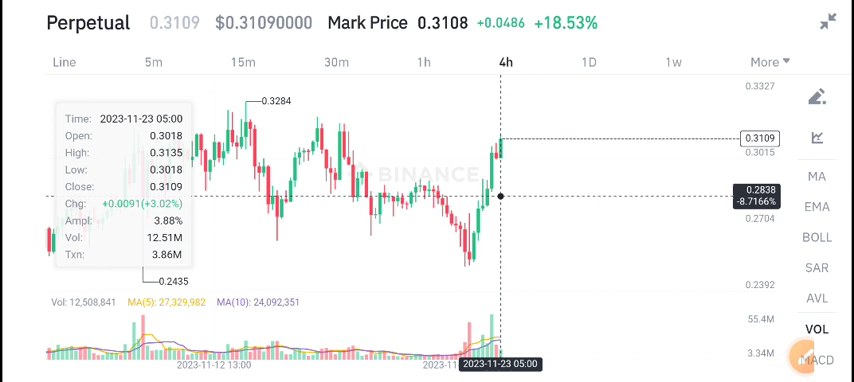 Perpetual 0.3109 $0.31090000 Mark Price 0.3108 +0.0486 +18.53%
Line 5m 15m 30m 1h 4h 1D 1w More
0.3327
0.3284
Time: 2023-11-23 05:00
Open: 0.3018
High: 0.3135
Low: 0.3018
Close: 0.3109
Chg: +0.0091(+3.02%)
Ampl: 3.88%
Vol: 12.51M
Txn: 3.86M
0.3109
0.3015
BINANCE
0.2838
-8.7166%
0.2704
0.2435
0.2392
MA
EMA
BOLL
SAR
AVL
VOL
MACD
Vol: 12,508,841 MA(5): 27,329,982 MA(10): 24,092,351
55.4M
3.34M
2023-11-12 13:00 2023-11 2023-11-23 05:00